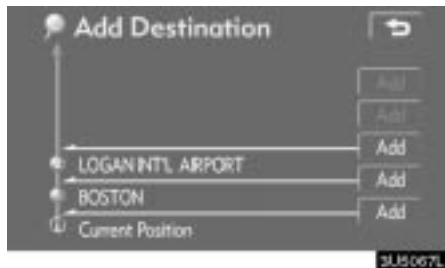 Add Destination
Add
Add
Add
LOGAN INT'L AIRPORT
Add
BOSTON
Add
Current Position
3U5067L